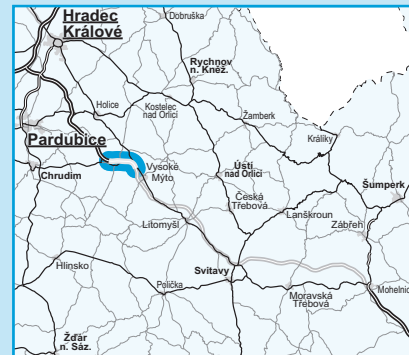 Hradec
Králové
Dobruška
Rychnov
n. Kněž.
Holice
Kostelec
nad Orlicí
Žamberk
Pardubice
Králíky
Chrudim
Vysoké
Mýto
Ústí
nad Orlicí
Šumperk
Česká
Třebová
Litomyšl
Lanškroun
Zábřeh
Hlinsko
Svitavy
Polička
Moravská
Třebová
Mohelnic
Žďár
n. Sáz.